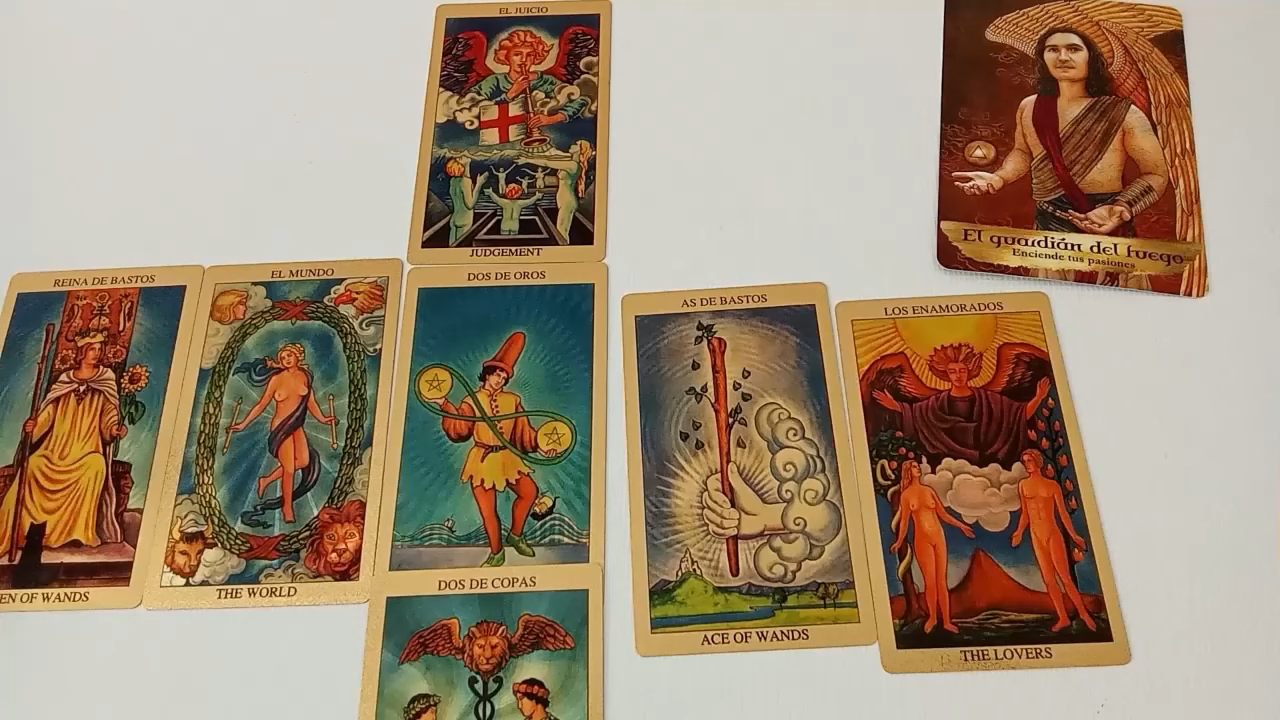 EL JUICIO
JUDGEMENT
El guardián del fuego
Enciende tus pasiones
REINA DE BASTOS
EN OF WANDS
EL MUNDO
THE WORLD
DOS DE OROS
DOS DE COPAS
AS DE BASTOS
ACE OF WANDS
LOS ENAMORADOS
THE LOVERS